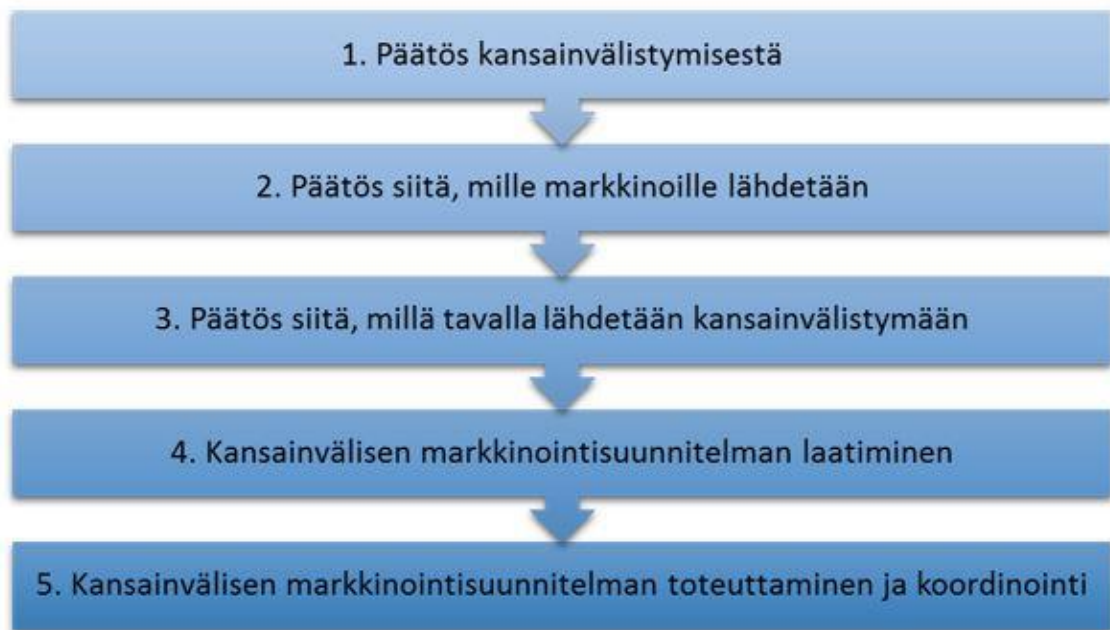 1. Päätös kansainvälistymisestä
2. Päätös siitä, mille markkinoille lähdetään
3. Päätös siitä, millä tavalla lähdetään kansainvälistymään
4. Kansainvälisen markkinointisuunnitelman laatiminen
5. Kansainvälisen markkinointisuunnitelman toteuttaminen ja koordinointi